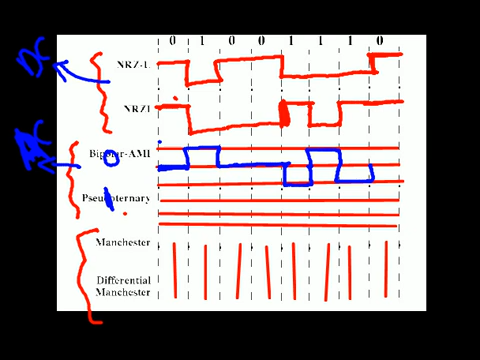 0 1 0 0 1 1 1 0
NRZ-L
NRZI
Bipolar-AMI
Pseudoternary
Manchester
Differential
Manchester